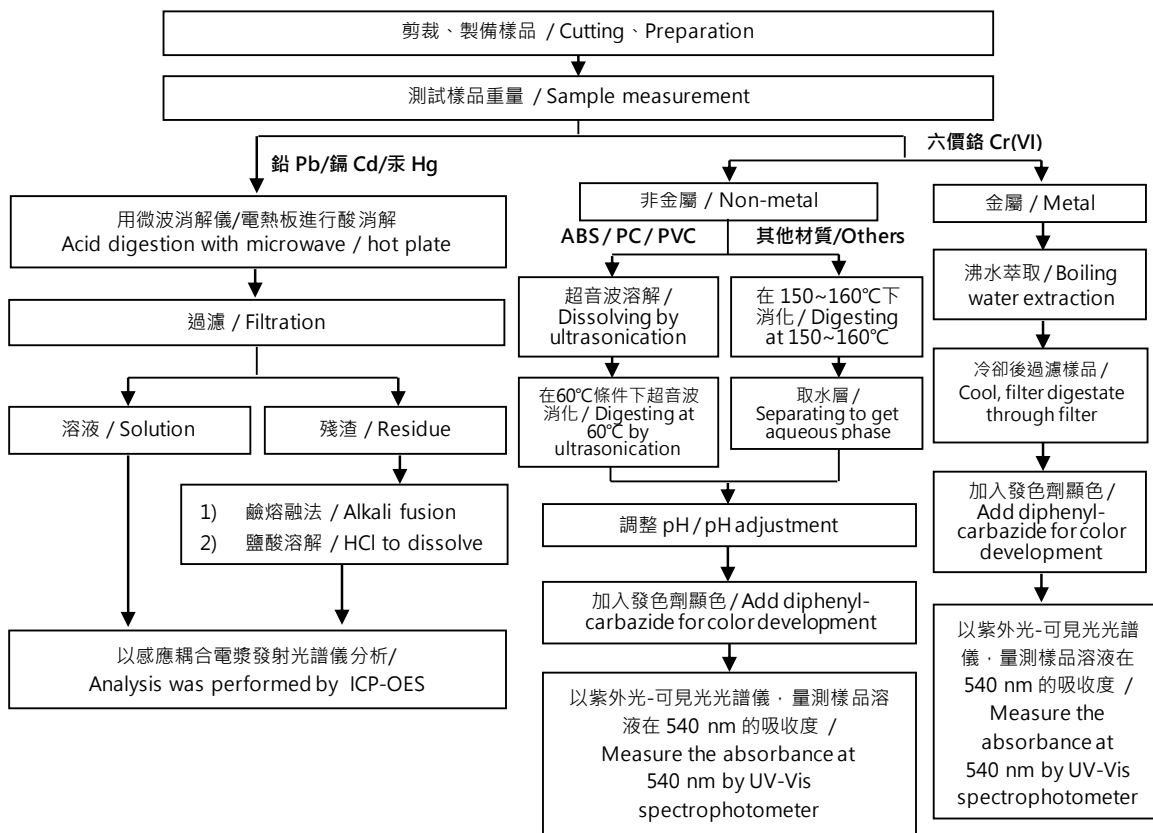 剪裁、製備樣品 / Cutting、Preparation
測試樣品重量 / Sample measurement
鉛 Pb/鎘 Cd/汞 Hg
六價鉻 Cr(VI)
用微波消解儀/電熱板進行酸消解
Acid digestion with microwave / hot plate
過濾 / Filtration
溶液 / Solution
殘渣 / Residue
1) 鹼熔融法 / Alkali fusion
2) 鹽酸溶解 / HCl to dissolve
以感應耦合電漿發射光譜儀分析/
Analysis was performed by ICP-OES
非金屬 / Non-metal
ABS / PC / PVC
其他材質/Others
超音波溶解 /
Dissolving by
ultrasonication
在60℃條件下超音波
消化 / Digesting at
60℃ by
ultrasonication
在 150~160℃下
消化 / Digesting
at 150~160℃
取水層 /
Separating to get
aqueous phase
調整 pH / pH adjustment
加入發色劑顯色 / Add diphenyl-
carbazide for color development
以紫外光-可見光光譜儀，量測樣品溶
液在 540 nm 的吸收度 /
Measure the absorbance at
540 nm by UV-Vis
spectrophotometer
金屬 / Metal
沸水萃取 / Boiling
water extraction
冷卻後過濾樣品 /
Cool, filter digestate
through filter
加入發色劑顯色 /
Add diphenyl-
carbazide for color
development
以紫外光-可見光光譜
儀，量測樣品溶液在
540 nm 的吸收度 /
Measure the
absorbance at
540 nm by UV-Vis
spectrophotometer